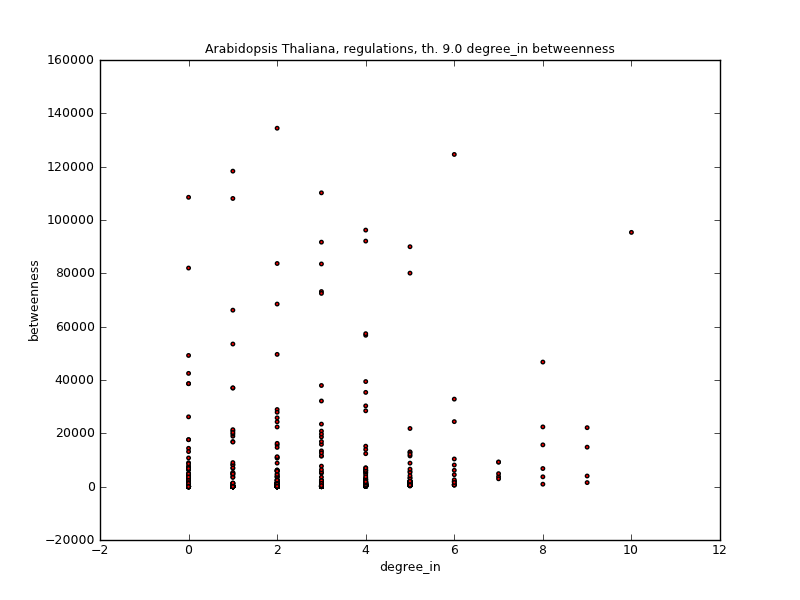 Arabidopsis Thaliana, regulations, th. 9.0 degree_in betweenness
160000
140000
120000
100000
80000
60000
40000
20000
0
−20000
betweenness
−2 0 2 4 6 8 10 12
degree_in